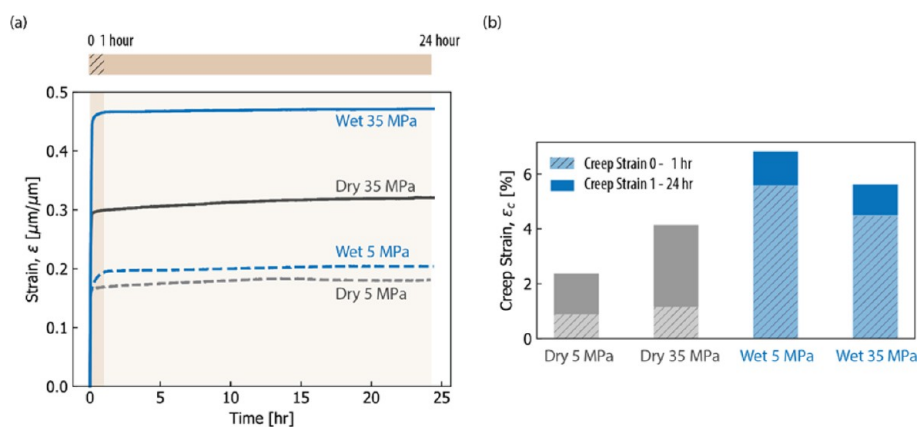 (a)
0 1 hour 24 hour
0.5
0.4
0.3
0.2
0.1
0.0
Strain, ε [μm/μm]
Wet 35 MPa
Dry 35 MPa
Wet 5 MPa
Dry 5 MPa
0 5 10 15 20 25
Time [hr]
(b)
Creep Strain 0 - 1 hr
Creep Strain 1 - 24 hr
6
4
2
0
Creep Strain, εc [%]
Dry 5 MPa Dry 35 MPa Wet 5 MPa Wet 35 MPa